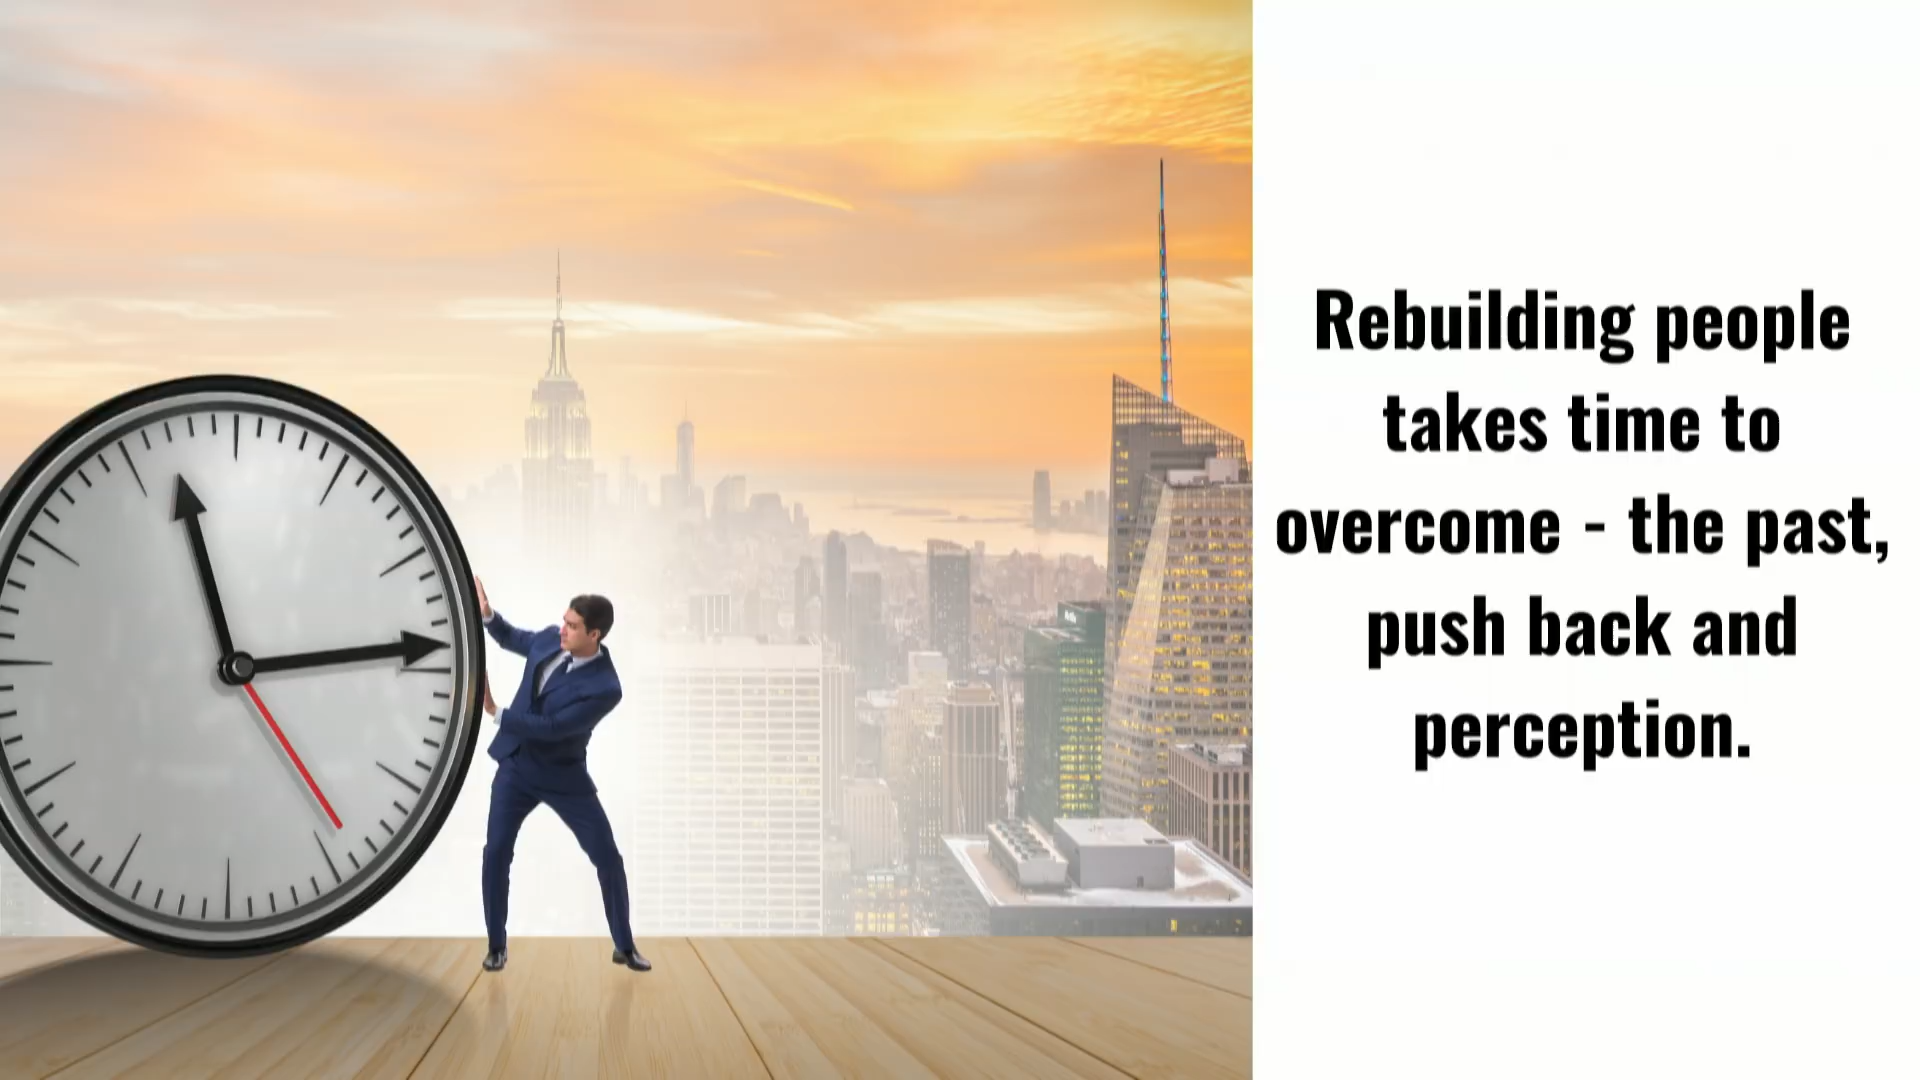 Rebuilding people
takes time to
overcome - the past,
push back and
perception.